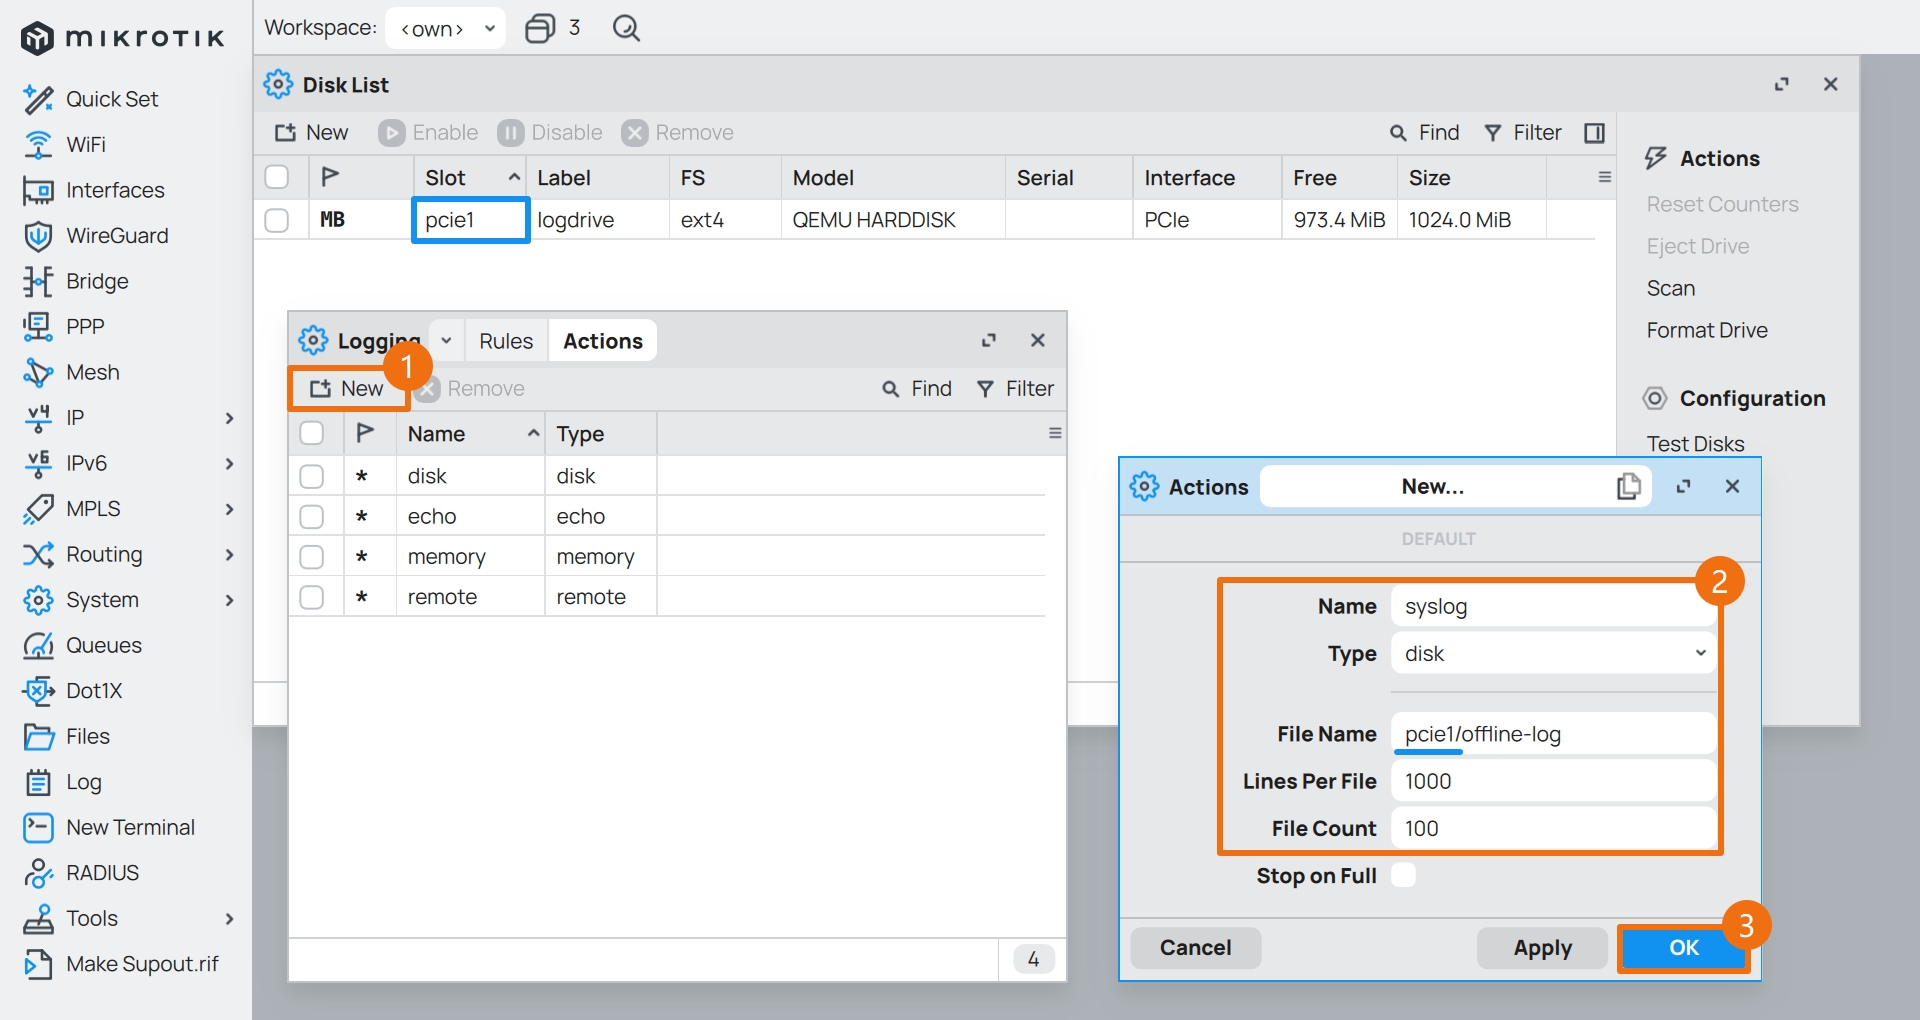 mikrotik
Workspace: <own> 3
Quick Set
WiFi
Interfaces
WireGuard
Bridge
PPP
Mesh
IP
IPv6
MPLS
Routing
System
Queues
Dot1X
Files
Log
New Terminal
RADIUS
Tools
Make Supout.rif
Disk List
New Enable Disable Remove Find Filter
Slot Label FS Model Serial Interface Free Size
MB pcie1 logdrive ext4 QEMU HARDDISK PCIe 973.4 MiB 1024.0 MiB
Actions
Reset Counters
Eject Drive
Scan
Format Drive
Configuration
Test Disks
Logging Rules Actions
1
New Remove Find Filter
Name Type
* disk disk
* echo echo
* memory memory
* remote remote
4
Actions New...
DEFAULT
2
Name syslog
Type disk
File Name pcie1/offline-log
Lines Per File 1000
File Count 100
Stop on Full
3
Cancel Apply OK